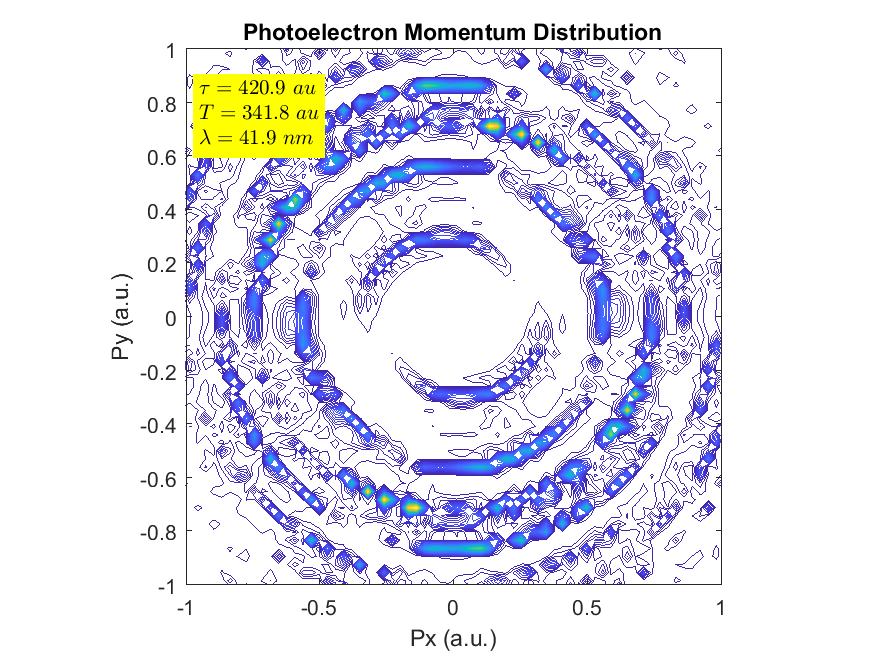 Photoelectron Momentum Distribution
τ = 420.9 au
T = 341.8 au
λ = 41.9 nm
1
0.8
0.6
0.4
0.2
0
-0.2
-0.4
-0.6
-0.8
-1
Py (a.u.)
-1 -0.5 0 0.5 1
Px (a.u.)